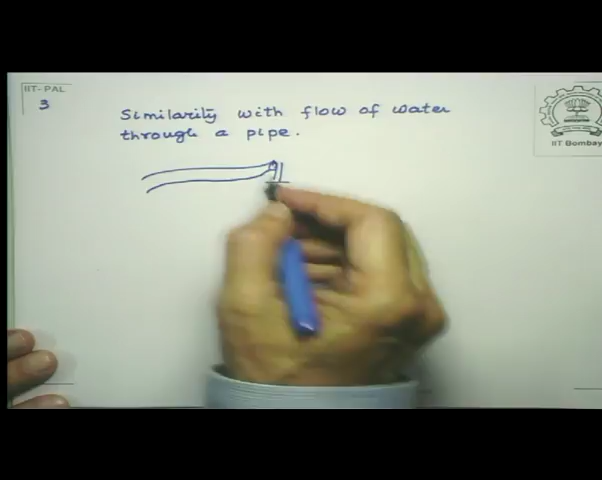 IIT-PAL
3
Similarity with flow of water
through a pipe.
IIT Bombay